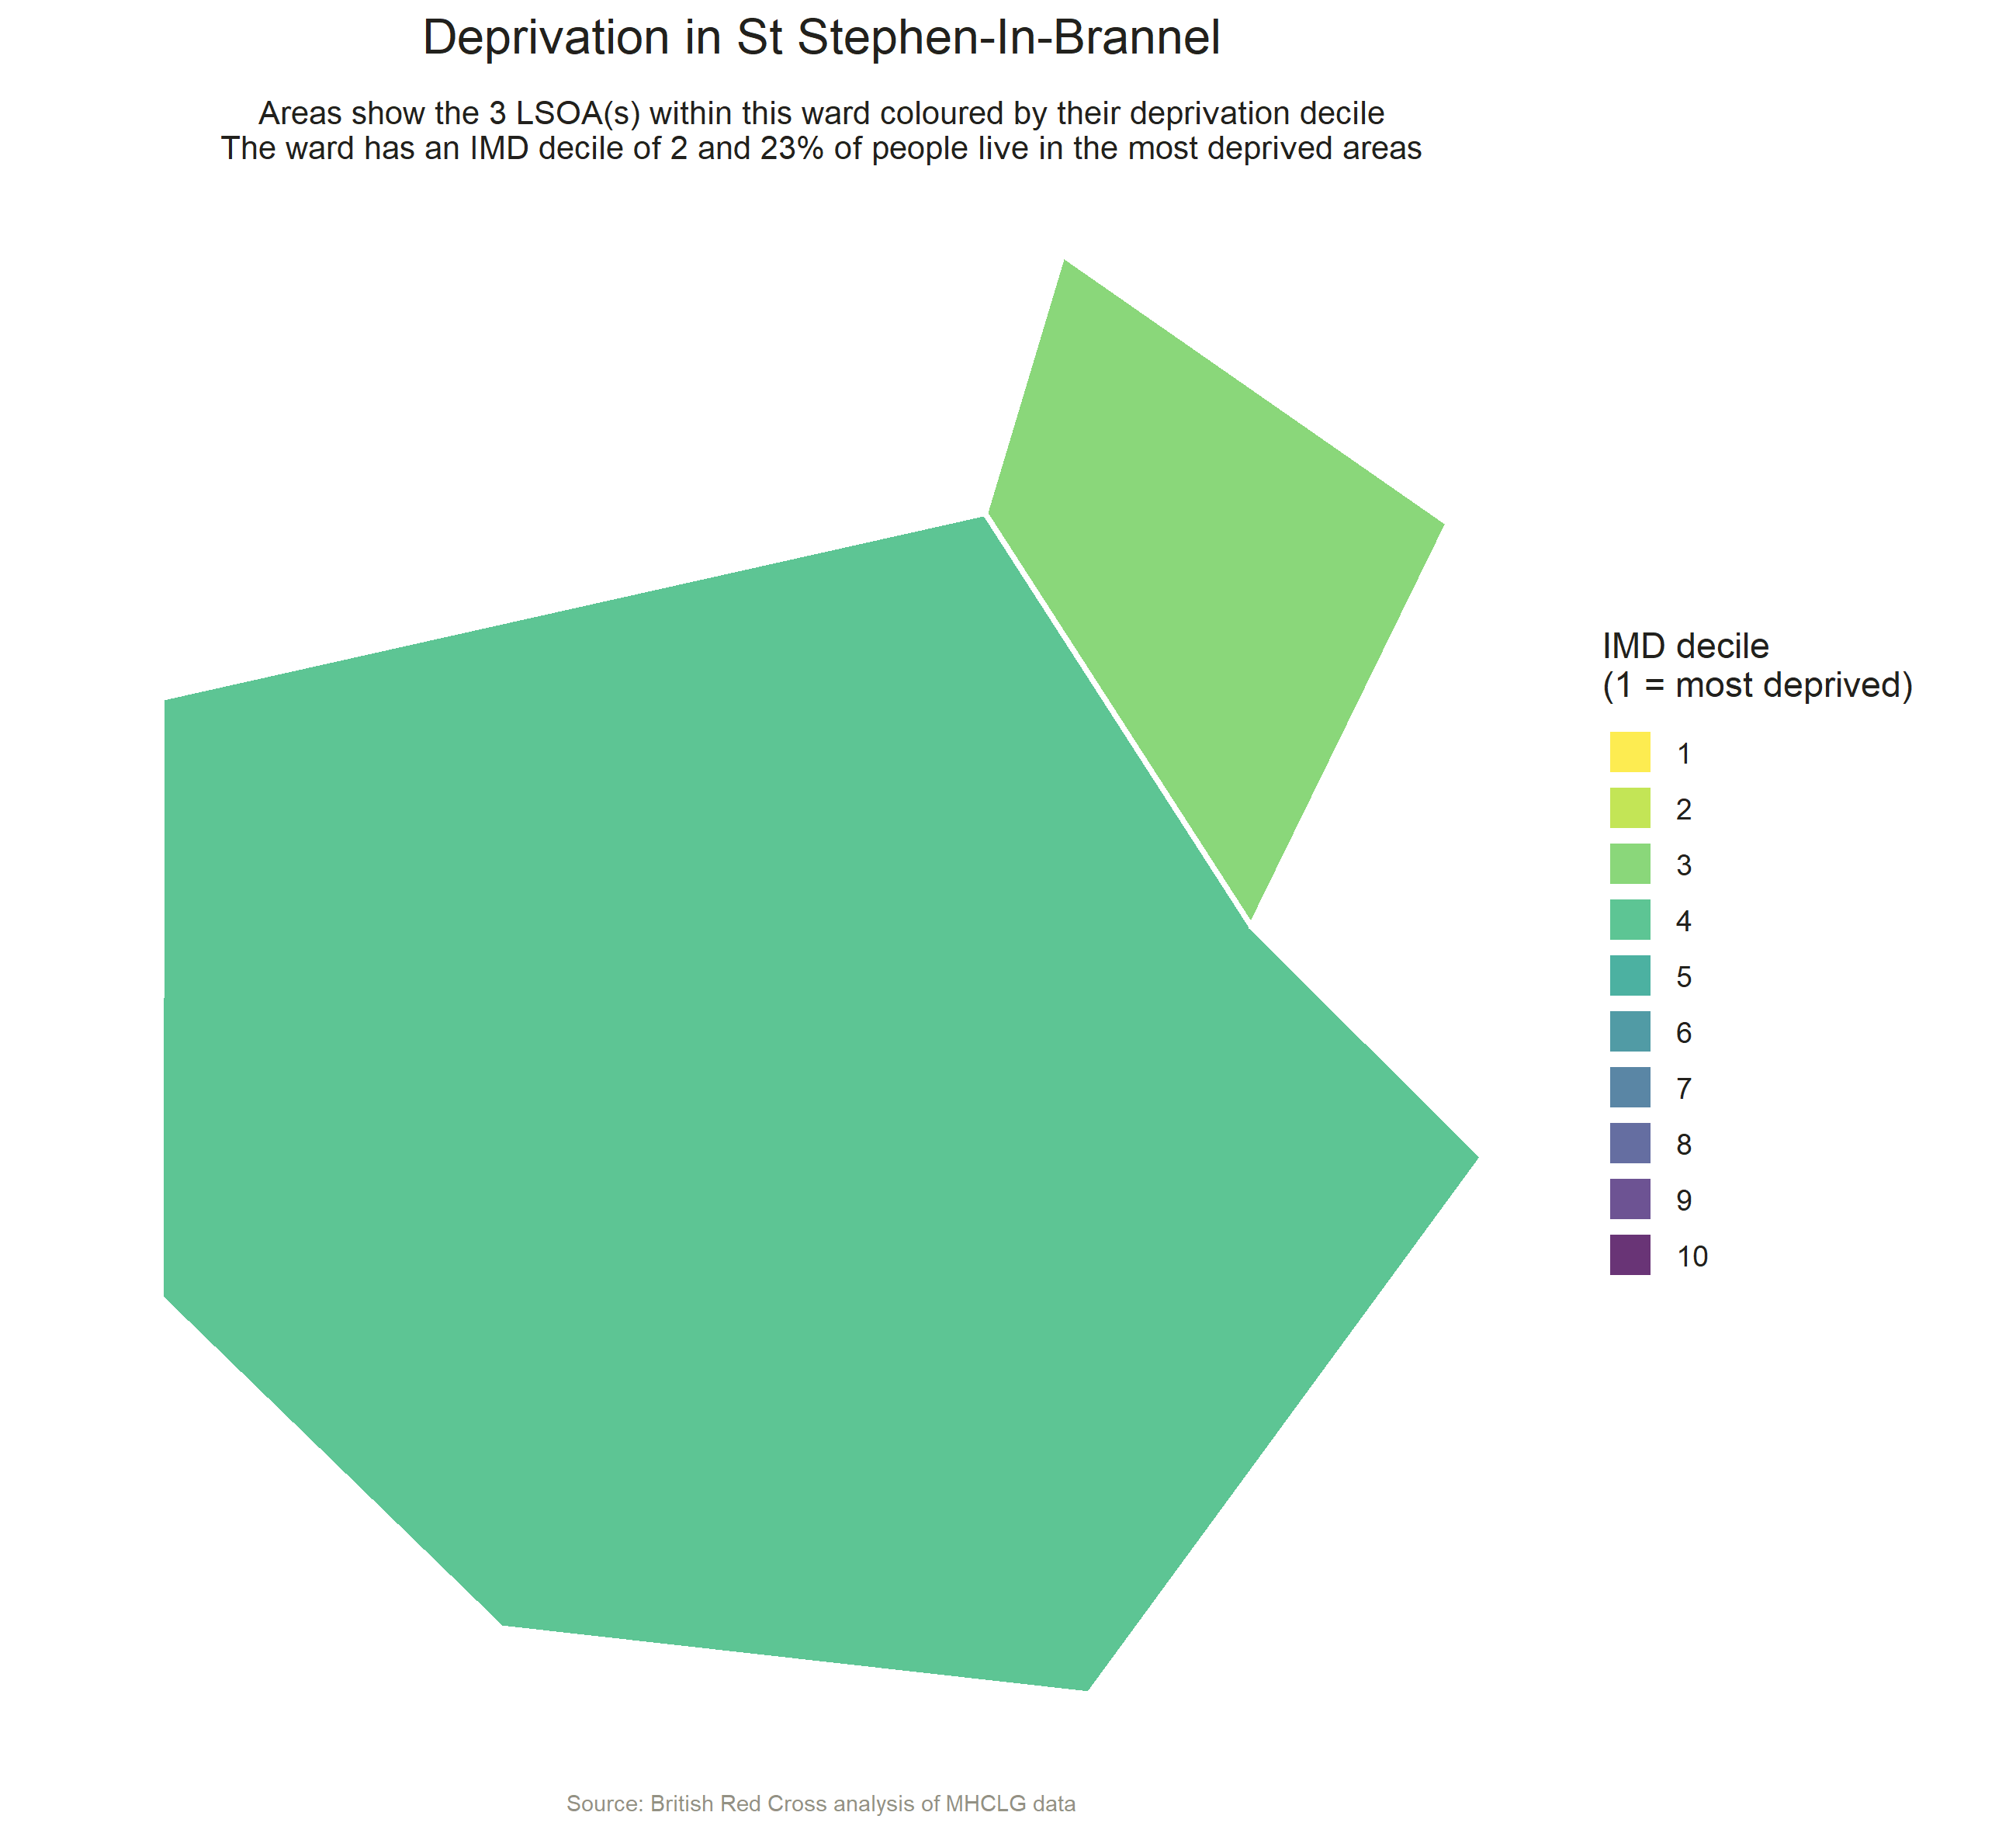 Deprivation in St Stephen-In-Brannel
Areas show the 3 LSOA(s) within this ward coloured by their deprivation decile
The ward has an IMD decile of 2 and 23% of people live in the most deprived areas
IMD decile
(1 = most deprived)
1
2
3
4
5
6
7
8
9
10
Source: British Red Cross analysis of MHCLG data